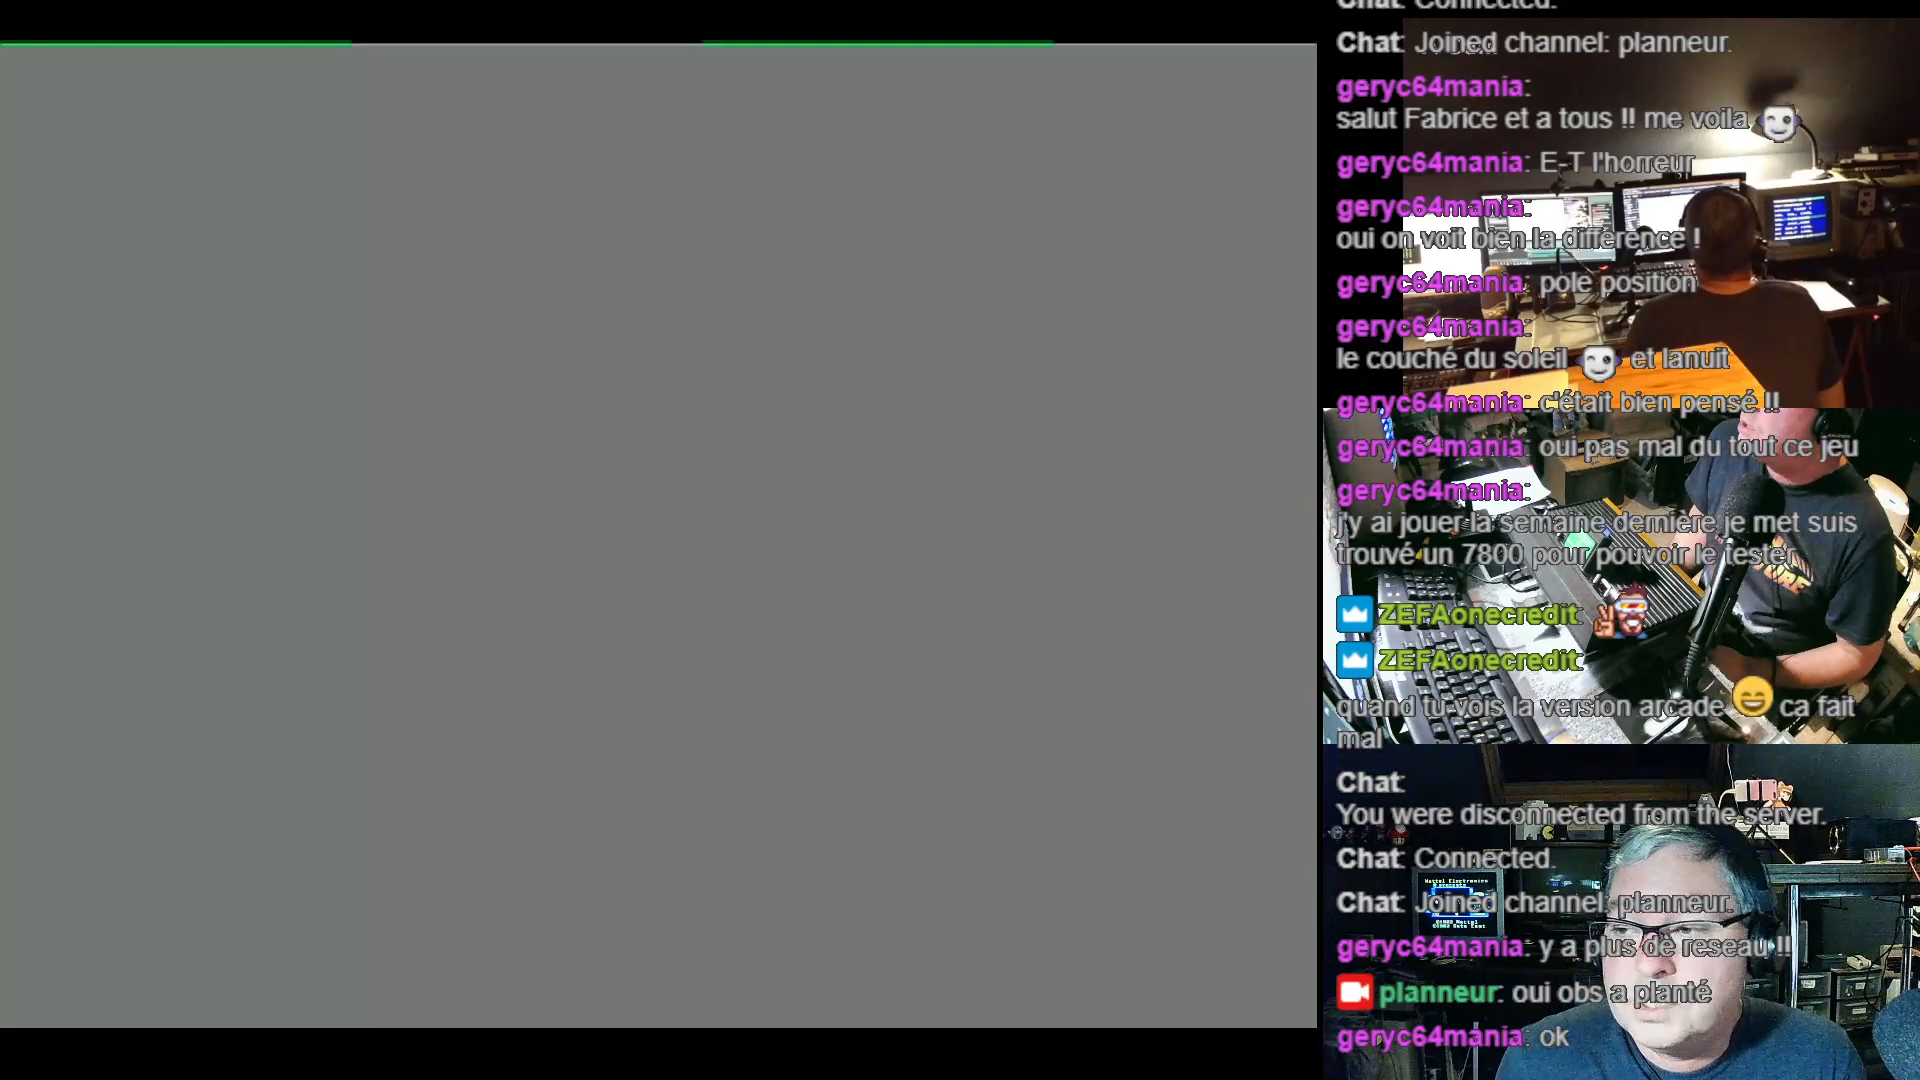 Chat: Connected.
Chat: Joined channel: planneur.
geryc64mania:
salut Fabrice et a tous !! me voila
geryc64mania: E-T l'horreur
geryc64mania:
oui on voit bien la différence !
geryc64mania: pole position
geryc64mania:
le couché du soleil et lanuit
geryc64mania: c'était bien pensé !!
geryc64mania: oui pas mal du tout ce jeu
geryc64mania:
j'y ai jouer la semaine derniere je met suis
trouvé un 7800 pour pouvoir le tester
ZEFAonecredit:
ZEFAonecredit:
quand tu vois la version arcade ca fait
mal
Chat:
You were disconnected from the server.
Chat: Connected.
Mattel Electronics
Chat: Joined channel: planneur.
geryc64mania: y a plus de reseau !!
planneur: oui obs a planté
geryc64mania: ok